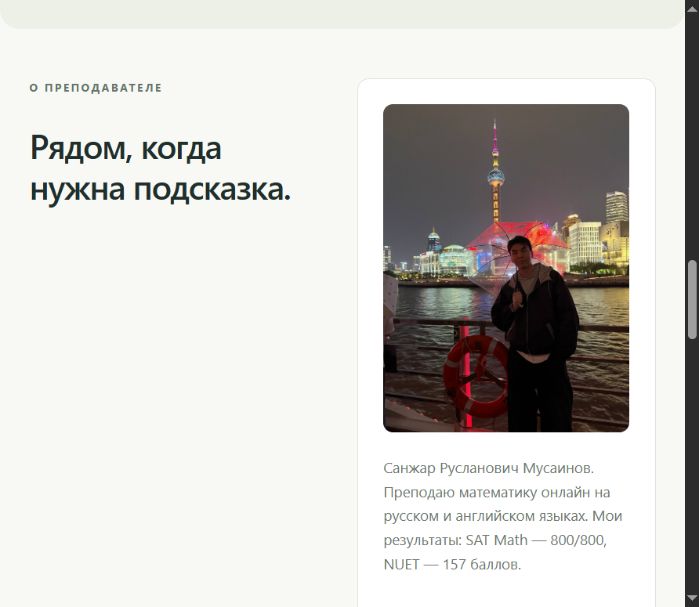 О ПРЕПОДАВАТЕЛЕ
Рядом, когда
нужна подсказка.
Санжар Русланович Мусаинов.
Преподаю математику онлайн на
русском и английском языках. Мои
результаты: SAT Math — 800/800,
NUET — 157 баллов.